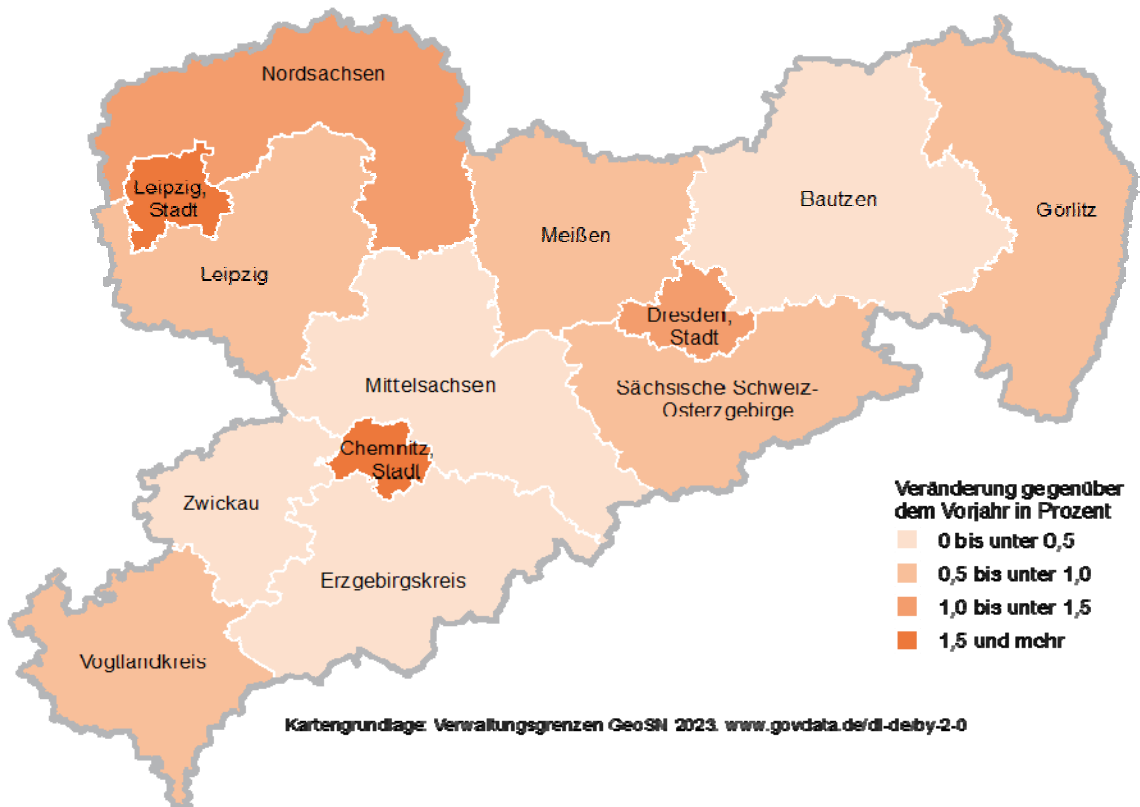 Nordsachsen
Leipzig,
Stadt
Bautzen
Görlitz
Meißen
Leipzig
Dresden,
Stadt
Mittelsachsen
Sächsische Schweiz-
Osterzgebirge
Chemnitz,
Stadt
Zwickau
Erzgebirgskreis
Vogtlandkreis
Veränderung gegenüber
dem Vorjahr in Prozent
0 bis unter 0,5
0,5 bis unter 1,0
1,0 bis unter 1,5
1,5 und mehr
Kartengrundlage: Verwaltungsgrenzen GeoSN 2023. www.govdata.de/dl-de/by-2-0